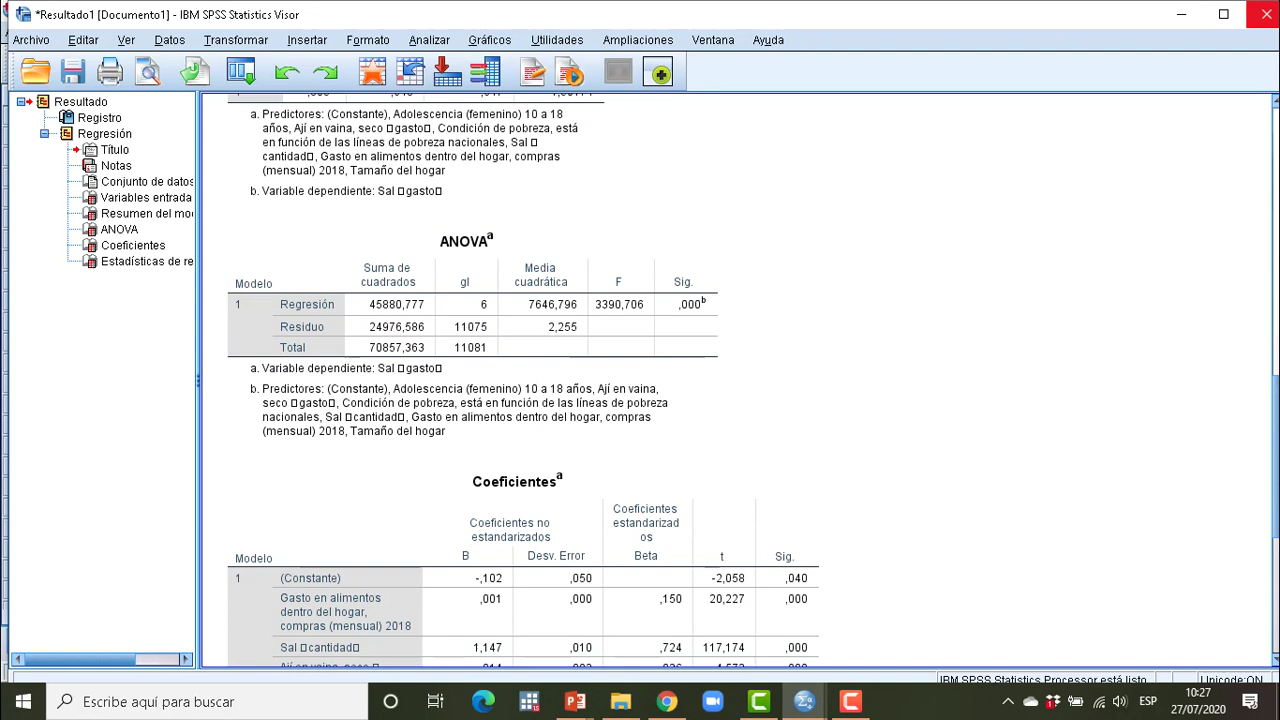 *Resultado1 [Documento1] - IBM SPSS Statistics Visor
Archivo Editar Ver Datos Transformar Insertar Formato Analizar Gráficos Utilidades Ampliaciones Ventana Ayuda
Resultado
Registro
Regresión
Título
Notas
Conjunto de datos
Variables entrada
Resumen del mo
ANOVA
Coeficientes
Estadísticas de re
a. Predictores: (Constante), Adolescencia (femenino) 10 a 18
años, Ají en vaina, seco □gasto□, Condición de pobreza, está
en función de las líneas de pobreza nacionales, Sal □
cantidad□, Gasto en alimentos dentro del hogar, compras
(mensual) 2018, Tamaño del hogar
b. Variable dependiente: Sal □gasto□
ANOVAa
Modelo Suma de cuadrados gl Media cuadrática F Sig.
1 Regresión 45880,777 6 7646,796 3390,706 ,000b
Residuo 24976,586 11075 2,255
Total 70857,363 11081
a. Variable dependiente: Sal □gasto□
b. Predictores: (Constante), Adolescencia (femenino) 10 a 18 años, Ají en vaina,
seco □gasto□, Condición de pobreza, está en función de las líneas de pobreza
nacionales, Sal □cantidad□, Gasto en alimentos dentro del hogar, compras
(mensual) 2018, Tamaño del hogar
Coeficientesa
Coeficientes no estandarizados
Coeficientes estandarizad os
Modelo B Desv. Error Beta t Sig.
1 (Constante) -,102 ,050 -2,058 ,040
Gasto en alimentos dentro del hogar, compras (mensual) 2018 ,001 ,000 ,150 20,227 ,000
Sal □cantidad□ 1,147 ,010 ,724 117,174 ,000
Ají en vaina, seco □
IBM SPSS Statistics Processor está listo Unicode:ON
Escribe aquí para buscar
ESP
10:27
27/07/2020